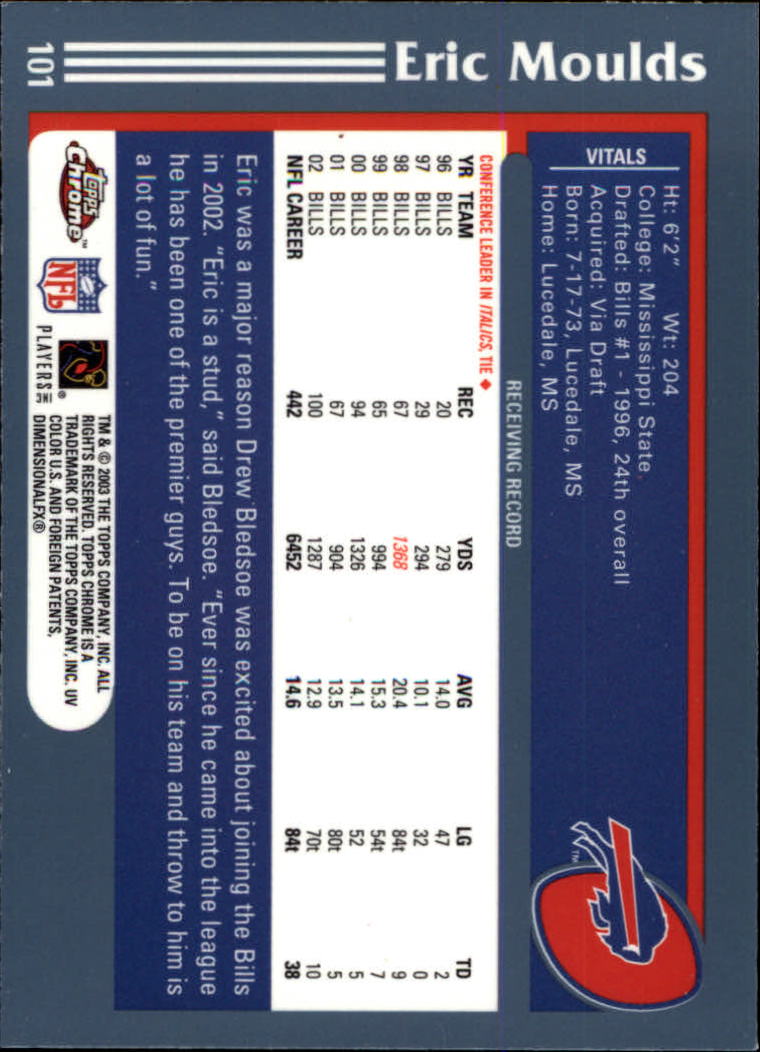 101
Eric Moulds
VITALS
Ht: 6'2" Wt: 204
College: Mississippi State
Drafted: Bills #1 - 1996, 24th overall
Acquired: Via Draft
Born: 7-17-73, Lucedale, MS
Home: Lucedale, MS
TM
RECEIVING RECORD
CONFERENCE LEADER IN ITALICS, TIE ♦
YR TEAM REC YDS AVG LG TD
96 BILLS 20 279 14.0 47 2
97 BILLS 29 294 10.1 32 0
98 BILLS 67 1368 20.4 84t 9
99 BILLS 65 994 15.3 54t 7
00 BILLS 94 1326 14.1 52 5
01 BILLS 67 904 13.5 80t 5
02 BILLS 100 1287 12.9 70t 10
NFL CAREER 442 6452 14.6 84t 38
Eric was a major reason Drew Bledsoe was excited about joining the Bills
in 2002. "Eric is a stud," said Bledsoe. "Ever since he came into the league
he has been one of the premier guys. To be on his team and throw to him is
a lot of fun."
Topps
Chrome™
NFL
PLAYERS
®
TM & © 2003 THE TOPPS COMPANY, INC. ALL
RIGHTS RESERVED. TOPPS CHROME IS A
TRADEMARK OF THE TOPPS COMPANY, INC. UV
COLOR U.S. AND FOREIGN PATENTS,
DIMENSIONALFX®